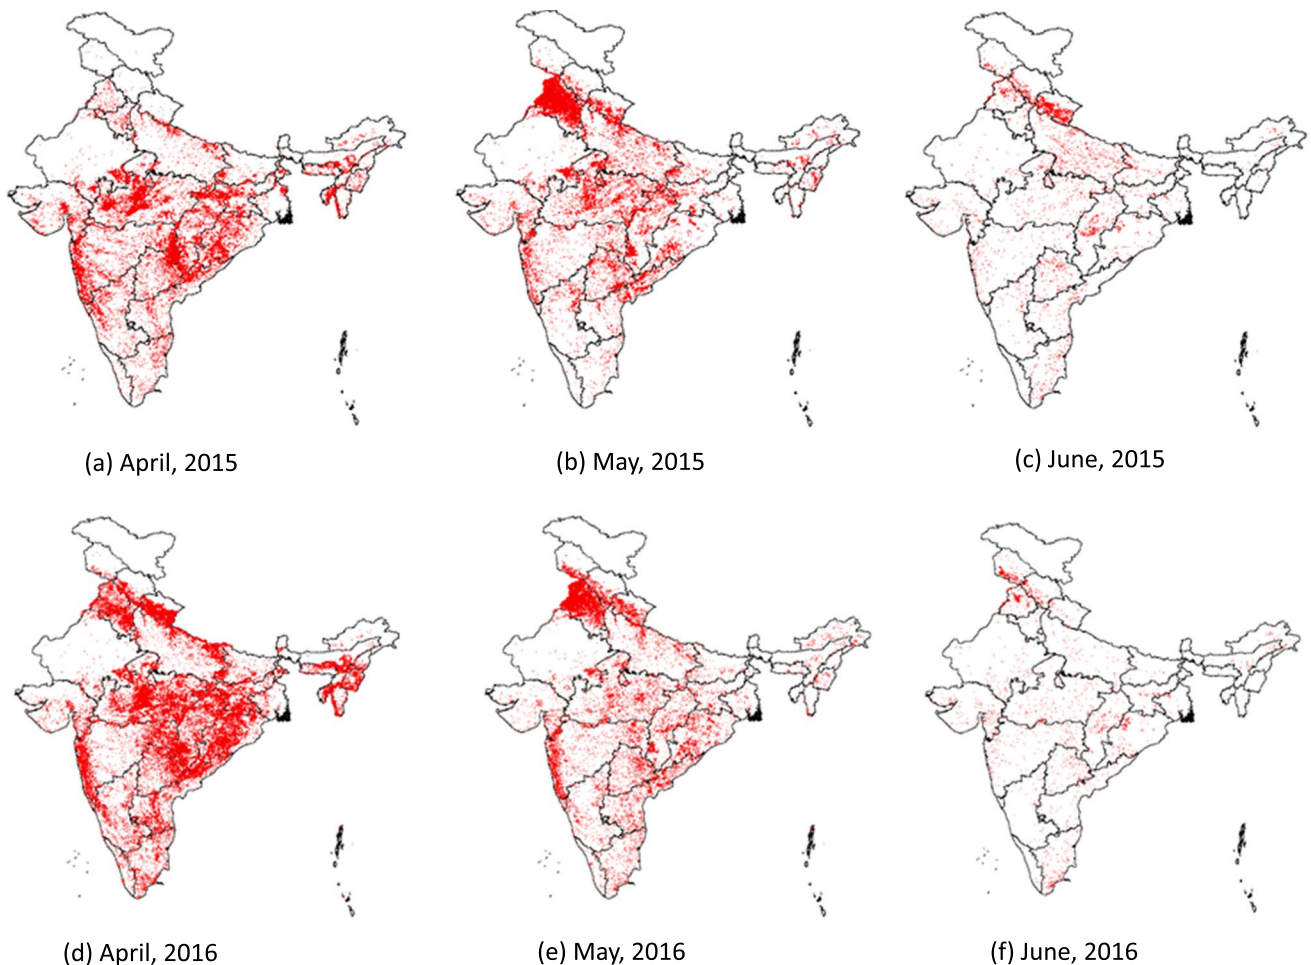 (a) April, 2015
(b) May, 2015
(c) June, 2015
(d) April, 2016
(e) May, 2016
(f) June, 2016